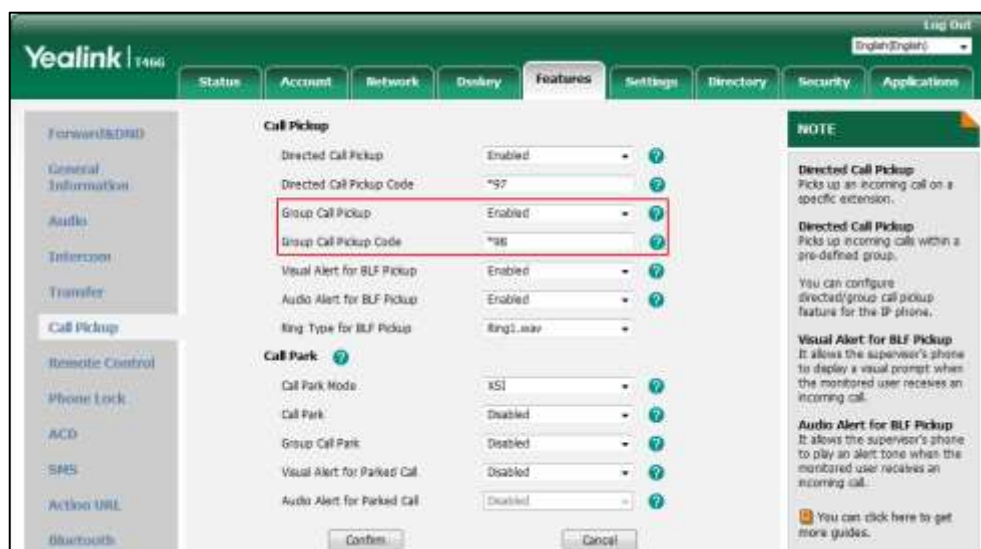 Log Out
Yealink T46G
English(English)
Status Account Network Dsskey Features Settings Directory Security Applications
Forward&DND
General
Information
Audio
Intercom
Transfer
Call Pickup
Remote Control
Phone Lock
ACD
SMS
Action URL
Bluetooth
Call Pickup
Directed Call Pickup Enabled
Directed Call Pickup Code *97
Group Call Pickup Enabled
Group Call Pickup Code *98
Visual Alert for BLF Pickup Enabled
Audio Alert for BLF Pickup Enabled
Ring Type for BLF Pickup Ring1.wav
Call Park
Call Park Mode XSI
Call Park Disabled
Group Call Park Disabled
Visual Alert for Parked Call Disabled
Audio Alert for Parked Call Disabled
Confirm Cancel
NOTE
Directed Call Pickup
Picks up an incoming call on a
specific extension.
Directed Call Pickup
Picks up incoming calls within a
pre-defined group.
You can configure
directed/group call pickup
feature for the IP phone.
Visual Alert for BLF Pickup
It allows the supervisor's phone
to display a visual prompt when
the monitored user receives an
incoming call.
Audio Alert for BLF Pickup
It allows the supervisor's phone
to play an alert tone when the
monitored user receives an
incoming call.
You can click here to get
more guides.